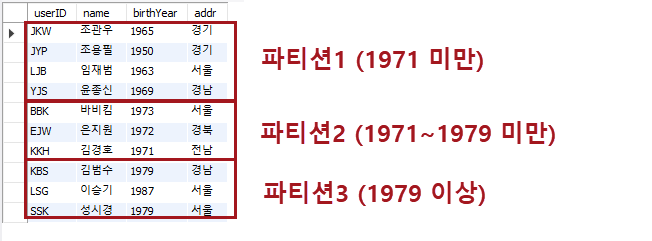 userID name birthYear addr
JKW 조관우 1965 경기
JYP 조용필 1950 경기
LJB 임재범 1963 서울
YJS 윤종신 1969 경남
BBK 바비킴 1973 서울
EJW 은지원 1972 경북
KKH 김경호 1971 전남
KBS 김범수 1979 경남
LSG 이승기 1987 서울
SSK 성시경 1979 서울
파티션1 (1971 미만)
파티션2 (1971~1979 미만)
파티션3 (1979 이상)